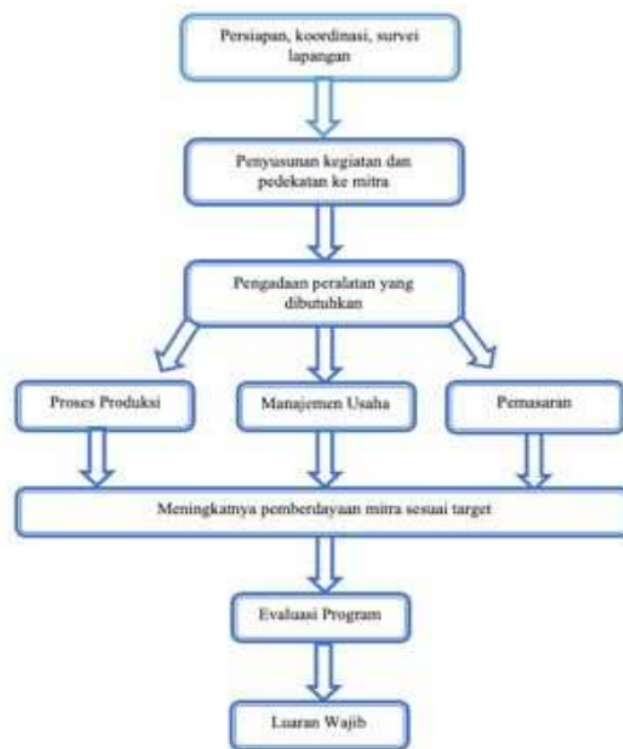 Persiapan, koordinasi, survei
lapangan
Penyusunan kegiatan dan
pedekatan ke mitra
Pengadaan peralatan yang
dibutuhkan
Proses Produksi
Manajemen Usaha
Pemasaran
Meningkatnya pemberdayaan mitra sesuai target
Evaluasi Program
Luaran Wajib